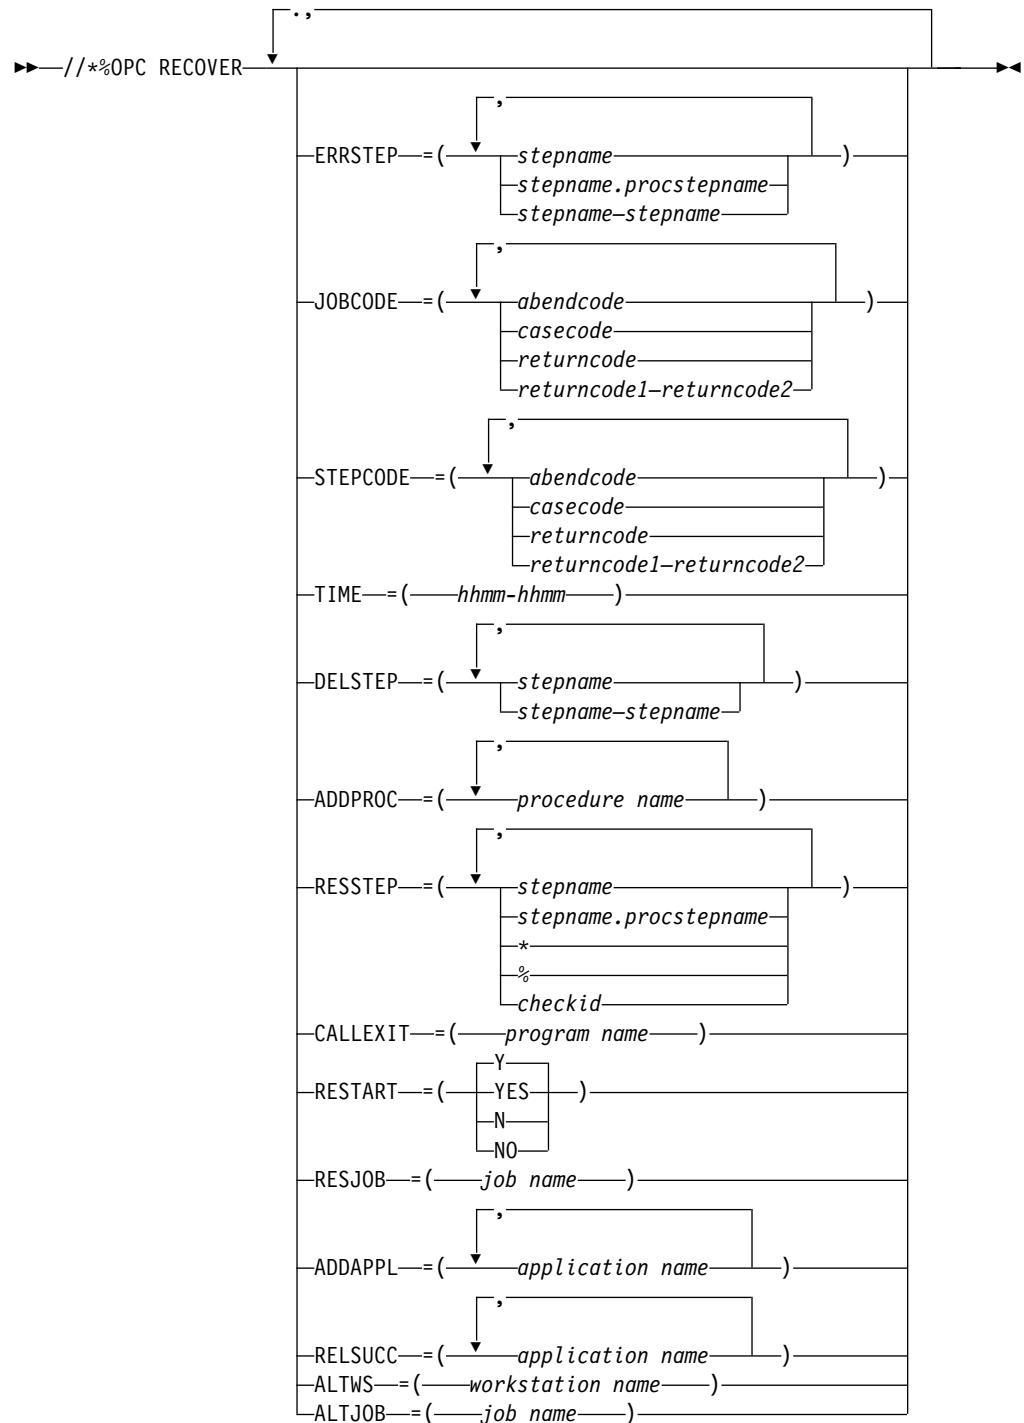 .,
//*%OPC RECOVER
,
ERRSTEP =( stepname )
stepname.procstepname
stepname–stepname
,
JOBCODE =( abendcode )
casecode
returncode
returncode1–returncode2
,
STEPCODE =( abendcode )
casecode
returncode
returncode1–returncode2
TIME =( hhmm-hhmm )
,
DELSTEP =( stepname )
stepname–stepname
,
ADDPROC =( procedure name )
,
RESSTEP =( stepname )
stepname.procstepname
*
%
checkid
CALLEXIT =( program name )
Y
RESTART =( YES )
N
NO
RESJOB =( job name )
,
ADDAPPL =( application name )
,
RELSUCC =( application name )
ALTWS =( workstation name )
ALTJOB =( job name )